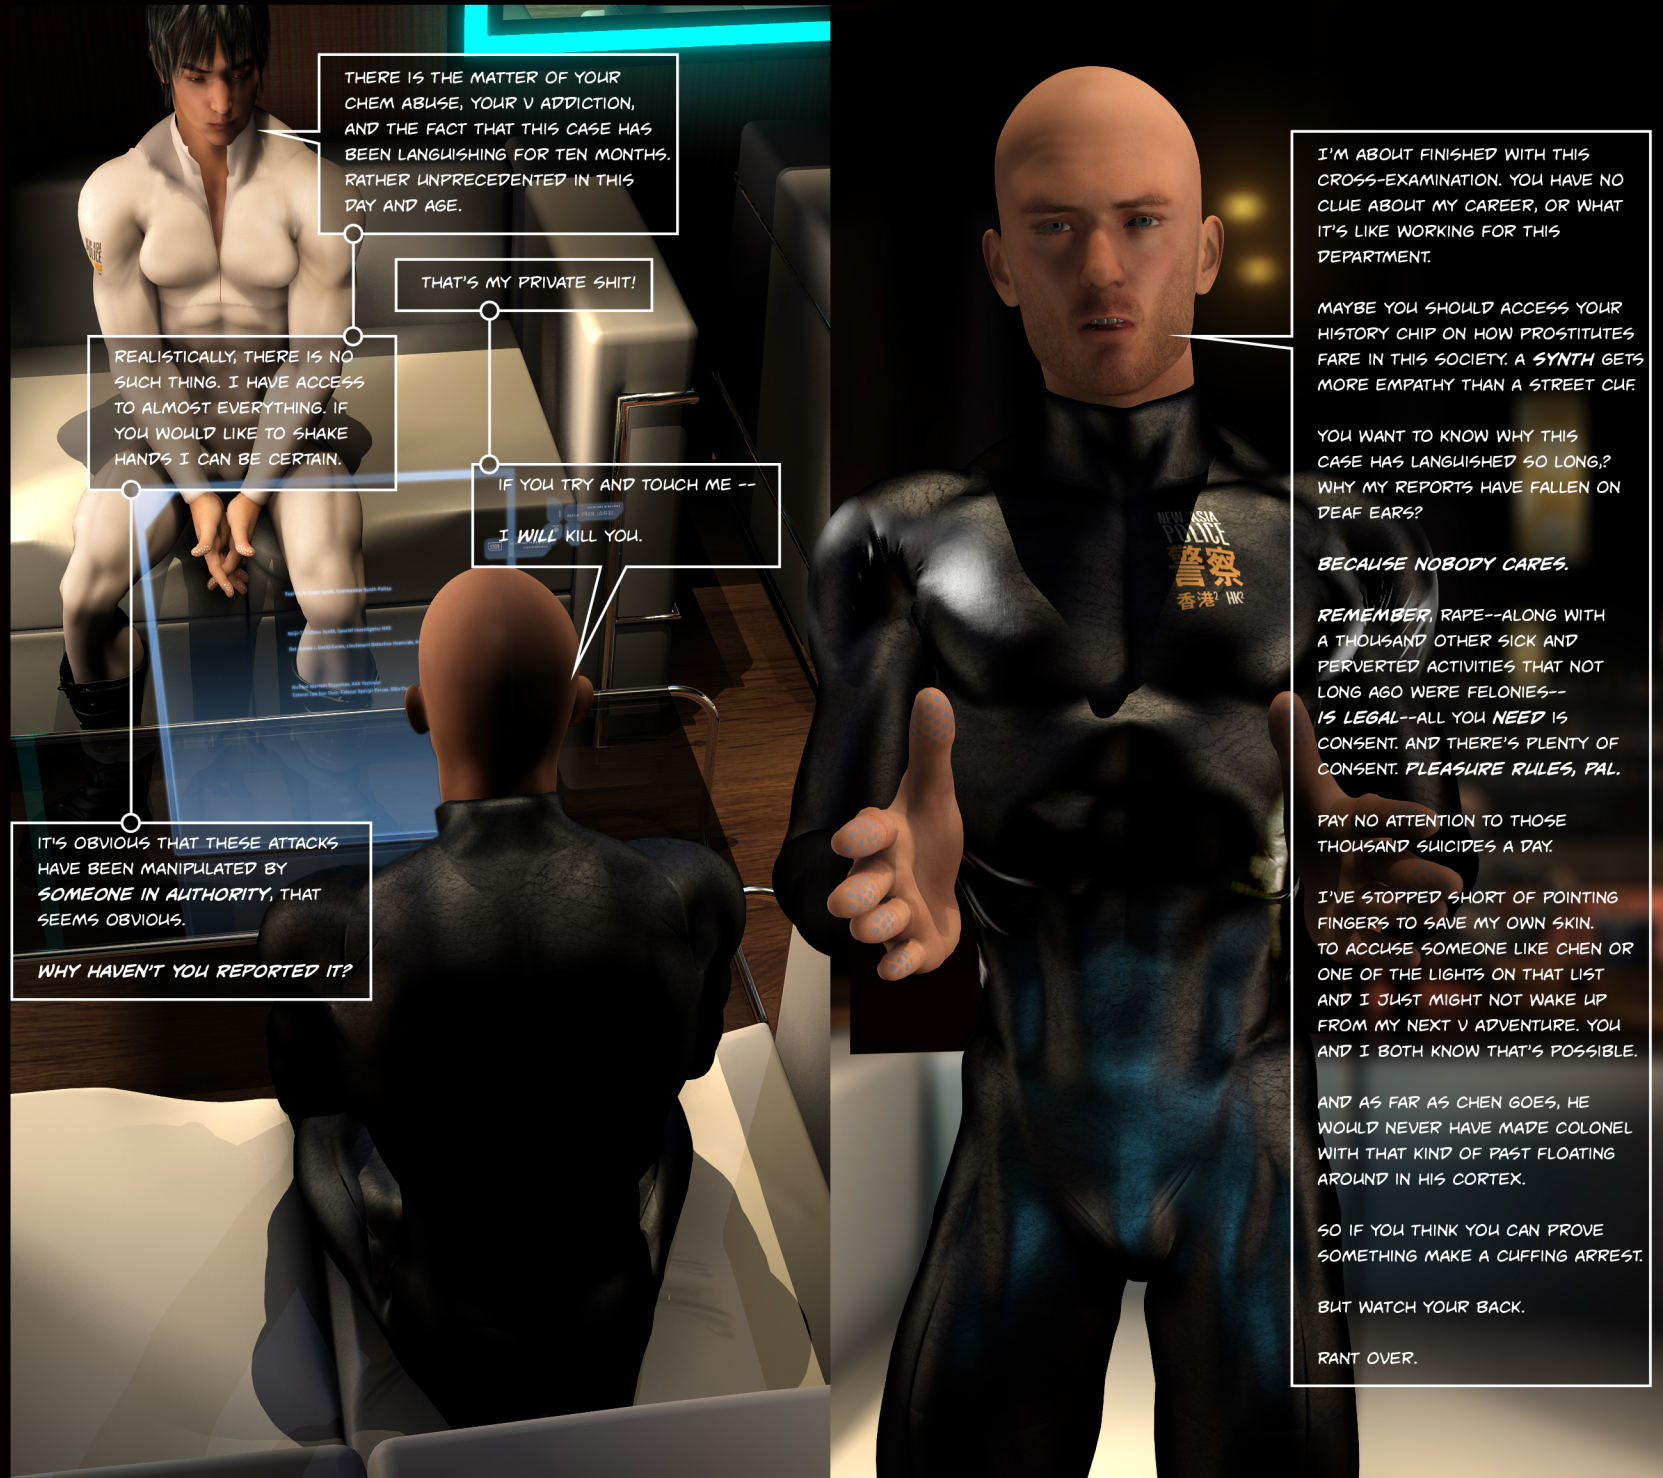 THERE IS THE MATTER OF YOUR
CHEM ABUSE, YOUR V ADDICTION,
AND THE FACT THAT THIS CASE HAS
BEEN LANGUISHING FOR TEN MONTHS.
RATHER UNPRECEDENTED IN THIS
DAY AND AGE.
THAT'S MY PRIVATE SHIT!
REALISTICALLY, THERE IS NO
SUCH THING. I HAVE ACCESS
TO ALMOST EVERYTHING. IF
YOU WOULD LIKE TO SHAKE
HANDS I CAN BE CERTAIN.
IF YOU TRY AND TOUCH ME --
I WILL KILL YOU.
IT'S OBVIOUS THAT THESE ATTACKS
HAVE BEEN MANIPULATED BY
SOMEONE IN AUTHORITY, THAT
SEEMS OBVIOUS.
WHY HAVEN'T YOU REPORTED IT?
I'M ABOUT FINISHED WITH THIS
CROSS-EXAMINATION. YOU HAVE NO
CLUE ABOUT MY CAREER, OR WHAT
IT'S LIKE WORKING FOR THIS
DEPARTMENT.
MAYBE YOU SHOULD ACCESS YOUR
HISTORY CHIP ON HOW PROSTITUTES
FARE IN THIS SOCIETY. A SYNTH GETS
MORE EMPATHY THAN A STREET CUF.
YOU WANT TO KNOW WHY THIS
CASE HAS LANGUISHED SO LONG,?
WHY MY REPORTS HAVE FALLEN ON
DEAF EARS?
BECAUSE NOBODY CARES.
REMEMBER, RAPE--ALONG WITH
A THOUSAND OTHER SICK AND
PERVERTED ACTIVITIES THAT NOT
LONG AGO WERE FELONIES--
IS LEGAL--ALL YOU NEED IS
CONSENT. AND THERE'S PLENTY OF
CONSENT. PLEASURE RULES, PAL.
PAY NO ATTENTION TO THOSE
THOUSAND SUICIDES A DAY.
I'VE STOPPED SHORT OF POINTING
FINGERS TO SAVE MY OWN SKIN.
TO ACCUSE SOMEONE LIKE CHEN OR
ONE OF THE LIGHTS ON THAT LIST
AND I JUST MIGHT NOT WAKE UP
FROM MY NEXT V ADVENTURE. YOU
AND I BOTH KNOW THAT'S POSSIBLE.
AND AS FAR AS CHEN GOES, HE
WOULD NEVER HAVE MADE COLONEL
WITH THAT KIND OF PAST FLOATING
AROUND IN HIS CORTEX.
SO IF YOU THINK YOU CAN PROVE
SOMETHING MAKE A CUFFING ARREST.
BUT WATCH YOUR BACK.
RANT OVER.
NEW ASIA
POLICE
警察
香港² HK²